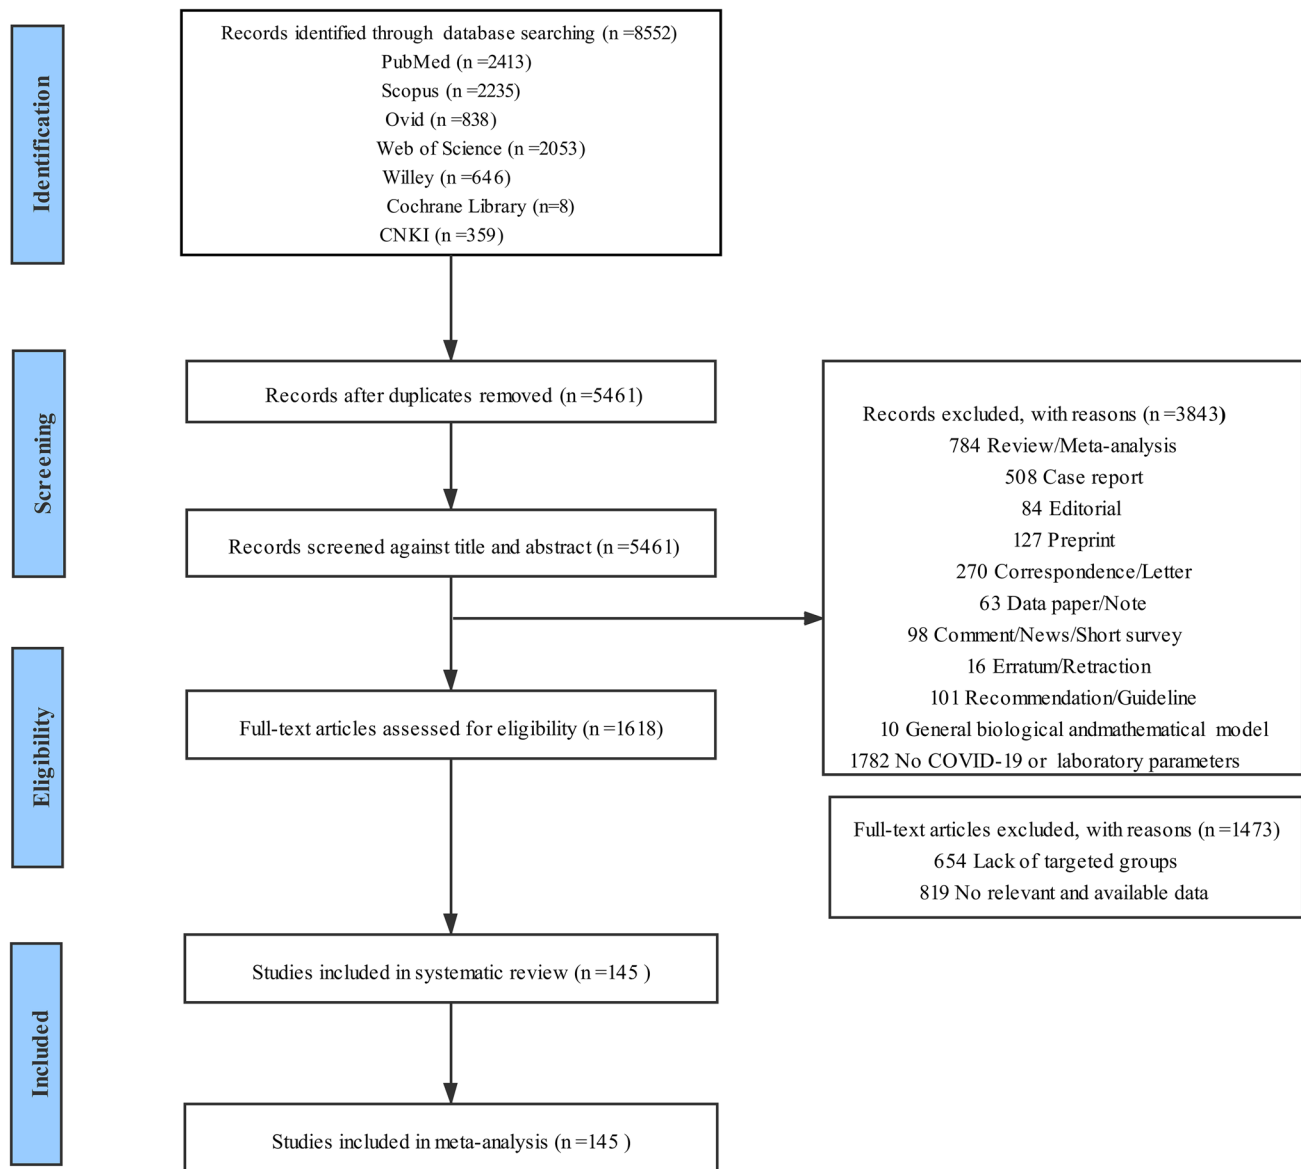 Identification
Records identified through database searching (n =8552)
PubMed (n =2413)
Scopus (n =2235)
Ovid (n =838)
Web of Science (n =2053)
Willey (n =646)
Cochrane Library (n=8)
CNKI (n =359)
Screening
Records after duplicates removed (n =5461)
Records screened against title and abstract (n =5461)
Records excluded, with reasons (n =3843)
784 Review/Meta-analysis
508 Case report
84 Editorial
127 Preprint
270 Correspondence/Letter
63 Data paper/Note
98 Comment/News/Short survey
16 Erratum/Retraction
101 Recommendation/Guideline
10 General biological andmathematical model
1782 No COVID-19 or laboratory parameters
Eligibility
Full-text articles assessed for eligibility (n =1618)
Full-text articles excluded, with reasons (n =1473)
654 Lack of targeted groups
819 No relevant and available data
Included
Studies included in systematic review (n =145 )
Studies included in meta-analysis (n =145 )